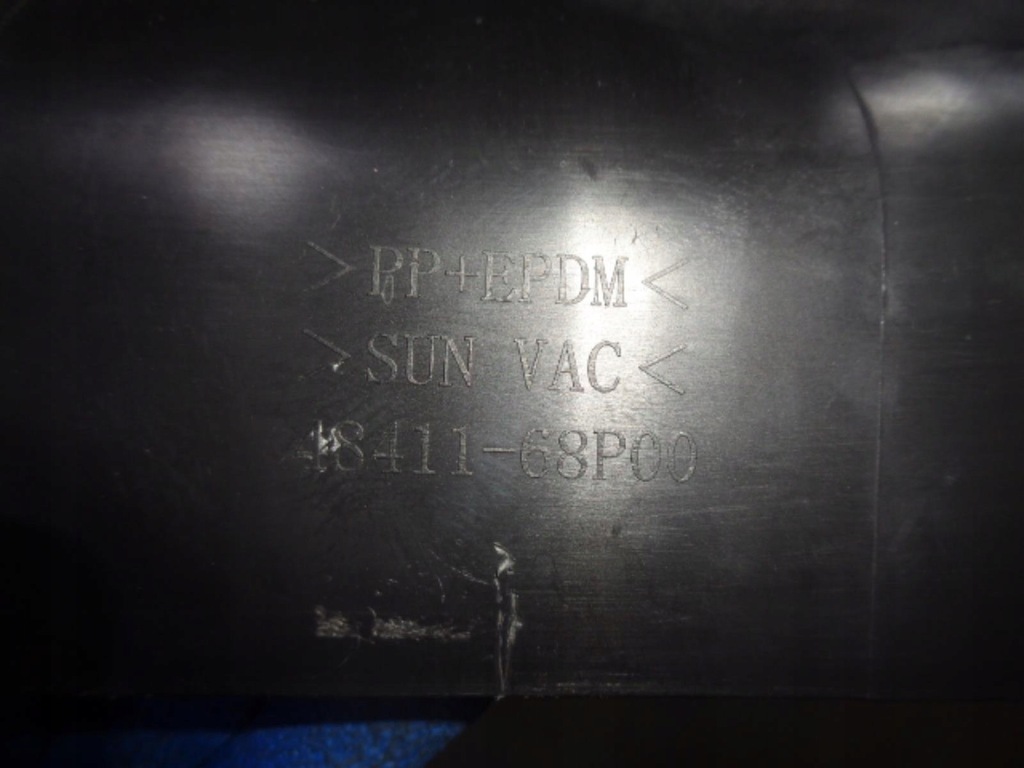 >PP+EPDM<
>SUN VAC<
48411-68P00